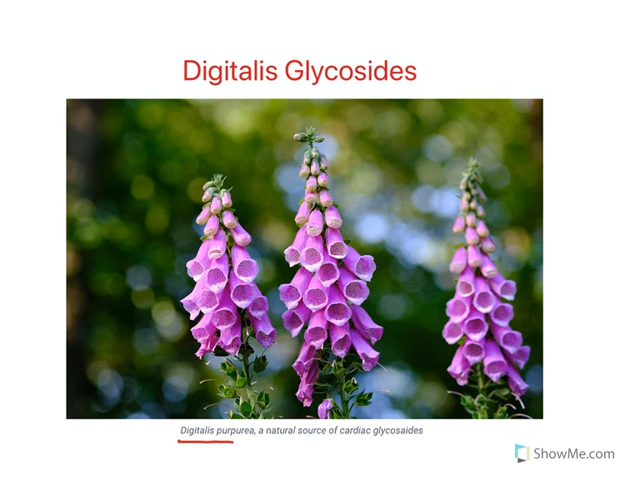 Digitalis Glycosides
Digitalis purpurea, a natural source of cardiac glycosaides
ShowMe.com